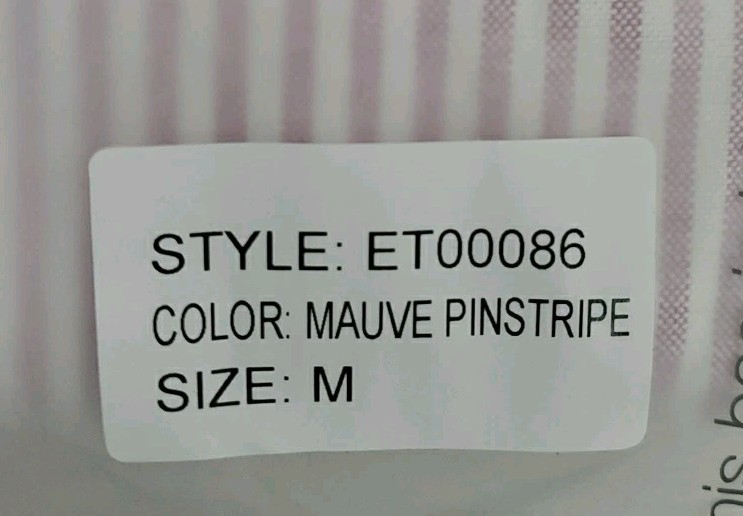 STYLE: ET00086
COLOR: MAUVE PINSTRIPE
SIZE: M